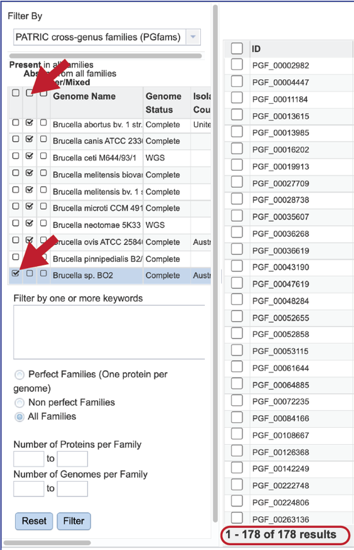 Filter By
PATRIC cross-genus families (PGfams)
Present in all families
from all families
er/Mixed
Genome Name Genome Status Isola Cou
Brucella abortus bv. 1 str. Complete Unite
Brucella canis ATCC 233 Complete
Brucella ceti M644/93/1 WGS
Brucella melitensis biovar Complete
Brucella melitensis bv. 1 s Complete
Brucella microti CCM 491 Complete
Brucella neotomae 5K33 WGS
Brucella ovis ATCC 2584 Complete Austr
Brucella pinnipedialis B2/ Complete
Brucella sp. BO2 Complete Austr
Filter by one or more keywords
Perfect Families (One protein per
genome)
Non perfect Families
All Families
Number of Proteins per Family
to
Number of Genomes per Family
to
Reset Filter
ID
PGF_00002982
PGF_00004447
PGF_00011184
PGF_00013615
PGF_00013985
PGF_00016202
PGF_00019913
PGF_00027709
PGF_00028738
PGF_00035607
PGF_00036268
PGF_00036619
PGF_00043190
PGF_00047619
PGF_00048284
PGF_00052655
PGF_00052858
PGF_00053115
PGF_00061644
PGF_00064885
PGF_00072235
PGF_00084166
PGF_00108667
PGF_00126368
PGF_00142249
PGF_00222748
PGF_00224806
PGF_00263136
1 - 178 of 178 results